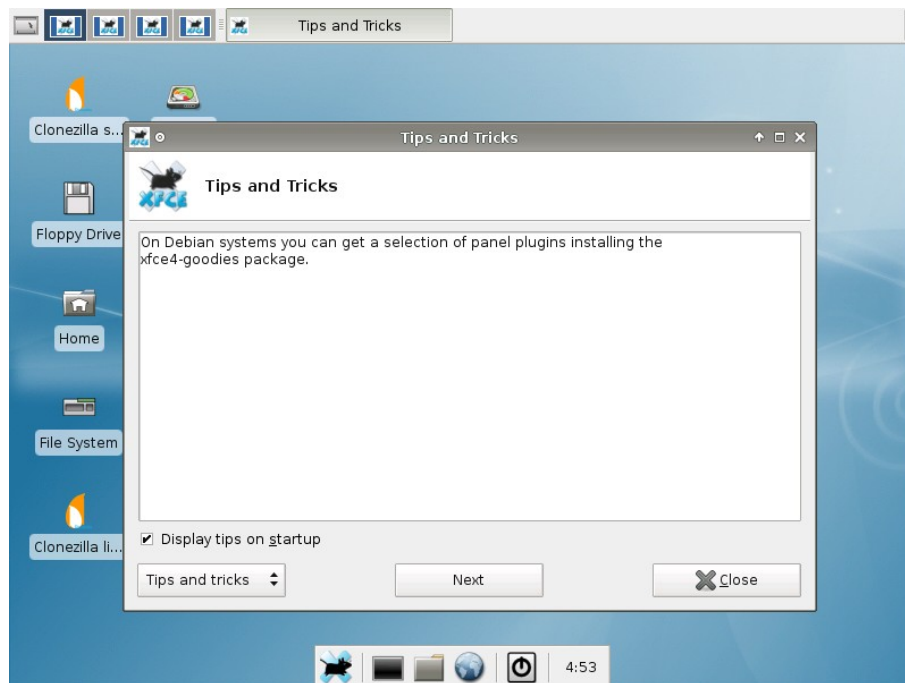 Tips and Tricks
Clonezilla s...
Tips and Tricks
XFCE
Tips and Tricks
Floppy Drive
On Debian systems you can get a selection of panel plugins installing the
xfce4-goodies package.
Home
File System
Display tips on startup
Clonezilla li...
Tips and tricks
Next
Close
4:53